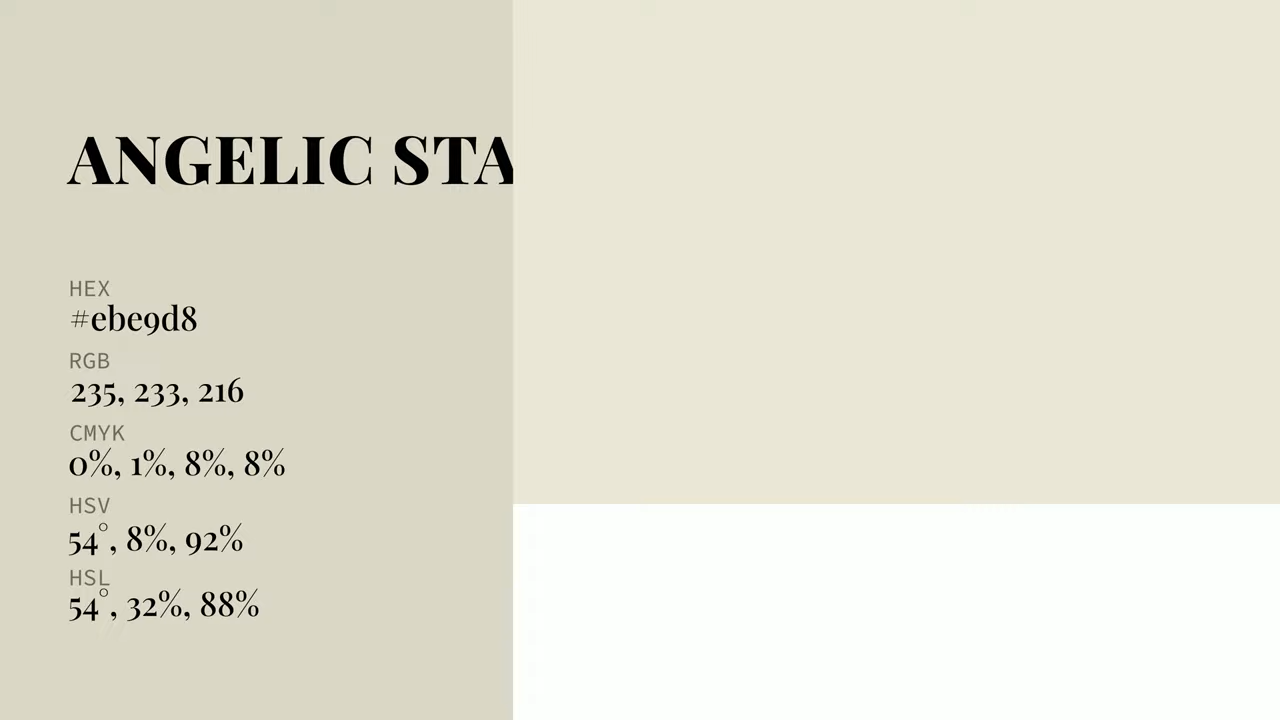 ANGELIC STA
HEX
#ebe9d8
RGB
235, 233, 216
CMYK
0%, 1%, 8%, 8%
HSV
54°, 8%, 92%
HSL
54°, 32%, 88%